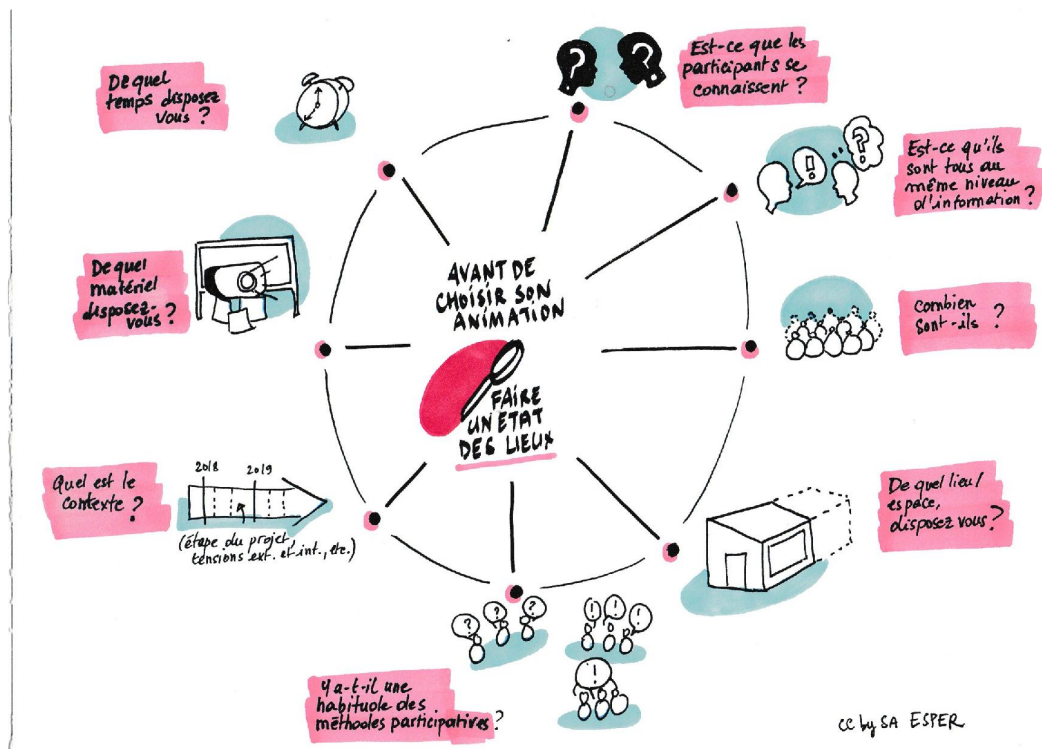 AVANT DE
CHOISIR SON
ANIMATION
FAIRE
UN ETAT
DES LIEUX
Est-ce que les
participants se
connaissent ?
? ?
Est-ce qu'ils
sont tous au
même niveau
d'information ?
! ?
Combien
sont-ils ?
De quel lieu/
espace,
disposez vous ?
Y a-t-il une
habitude des
méthodes participatives ?
? ? ?
! ! !
!
Quel est le
contexte ?
2018 2019
(étape du projet,
tensions ext. et int., etc.)
De quel
matériel
disposez-
vous ?
De quel
temps disposez
vous ?
cc by SA ESPER